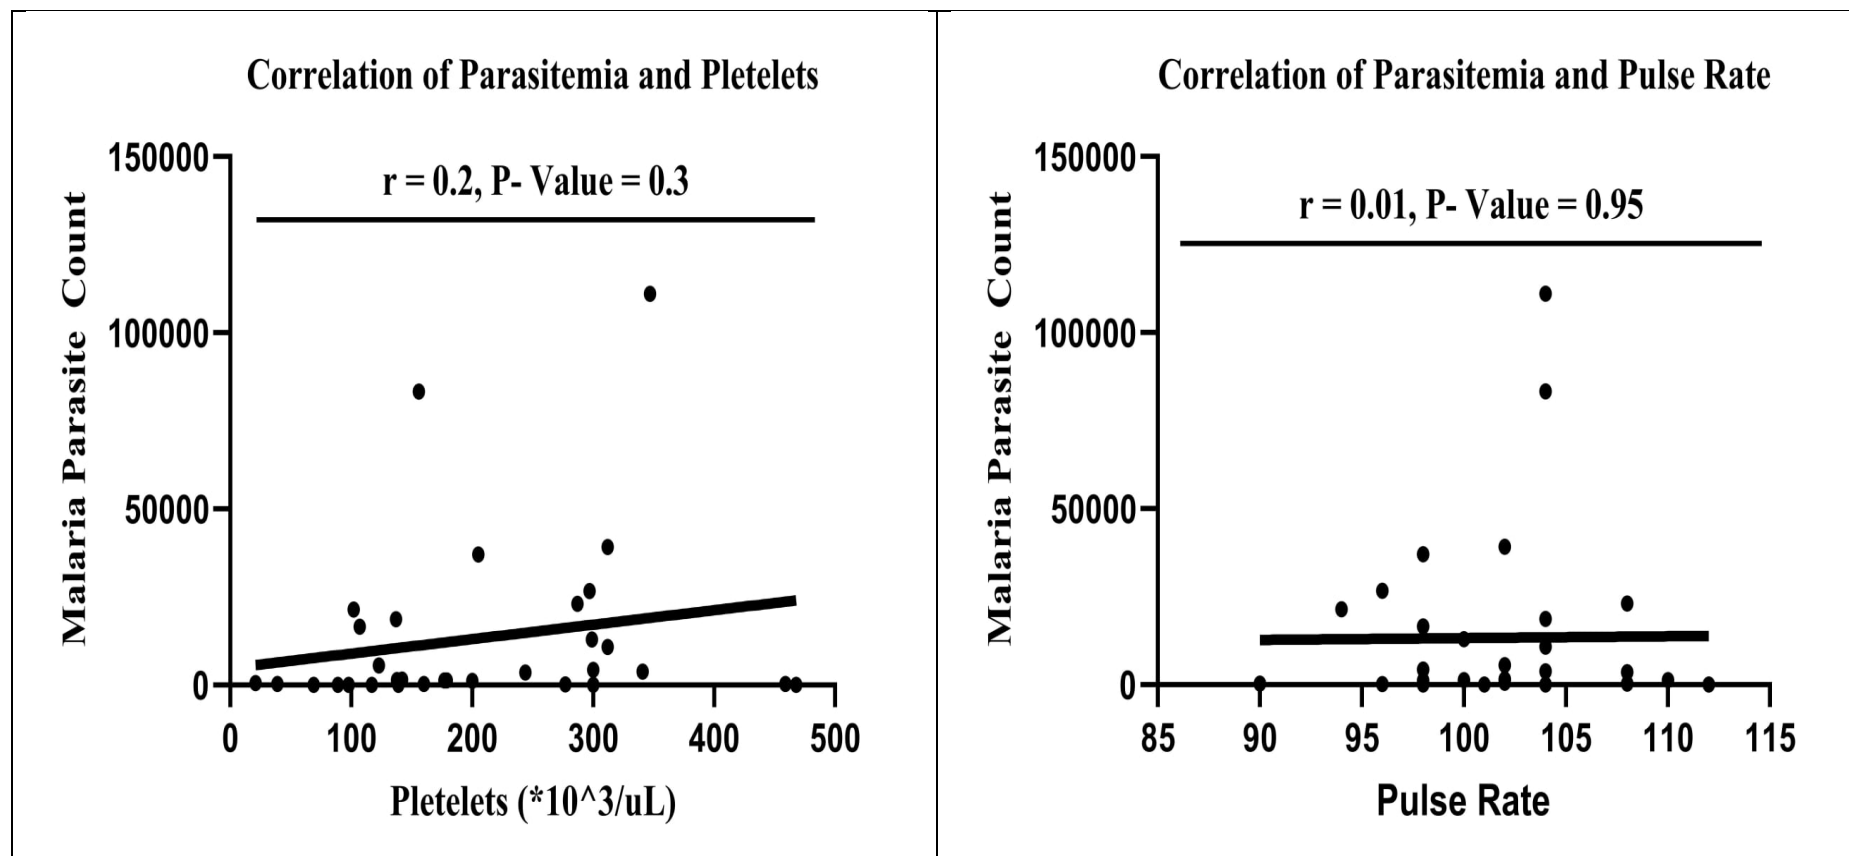 Correlation of Parasitemia and Pletelets
r = 0.2, P- Value = 0.3
Malaria Parasite Count
150000
100000
50000
0
0 100 200 300 400 500
Pletelets (*10^3/uL)
Correlation of Parasitemia and Pulse Rate
r = 0.01, P- Value = 0.95
Malaria Parasite Count
150000
100000
50000
0
85 90 95 100 105 110 115
Pulse Rate